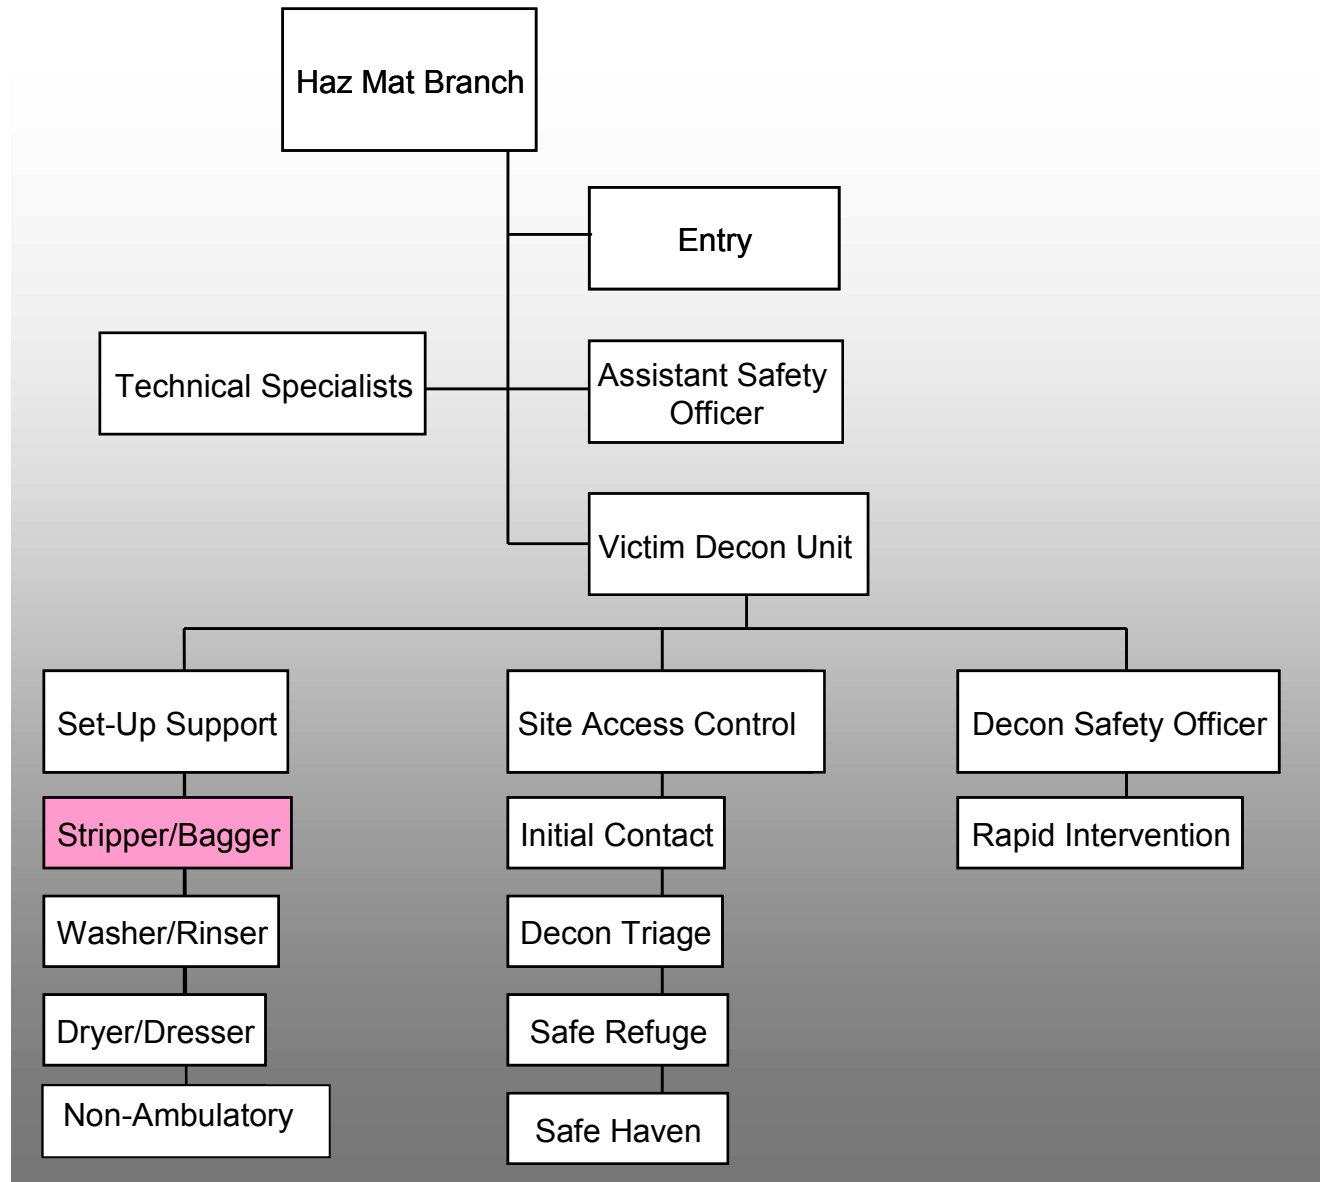 Haz Mat Branch
Entry
Technical Specialists
Assistant Safety
Officer
Victim Decon Unit
Set-Up Support
Site Access Control
Decon Safety Officer
Stripper/Bagger
Initial Contact
Rapid Intervention
Washer/Rinser
Decon Triage
Dryer/Dresser
Safe Refuge
Non-Ambulatory
Safe Haven